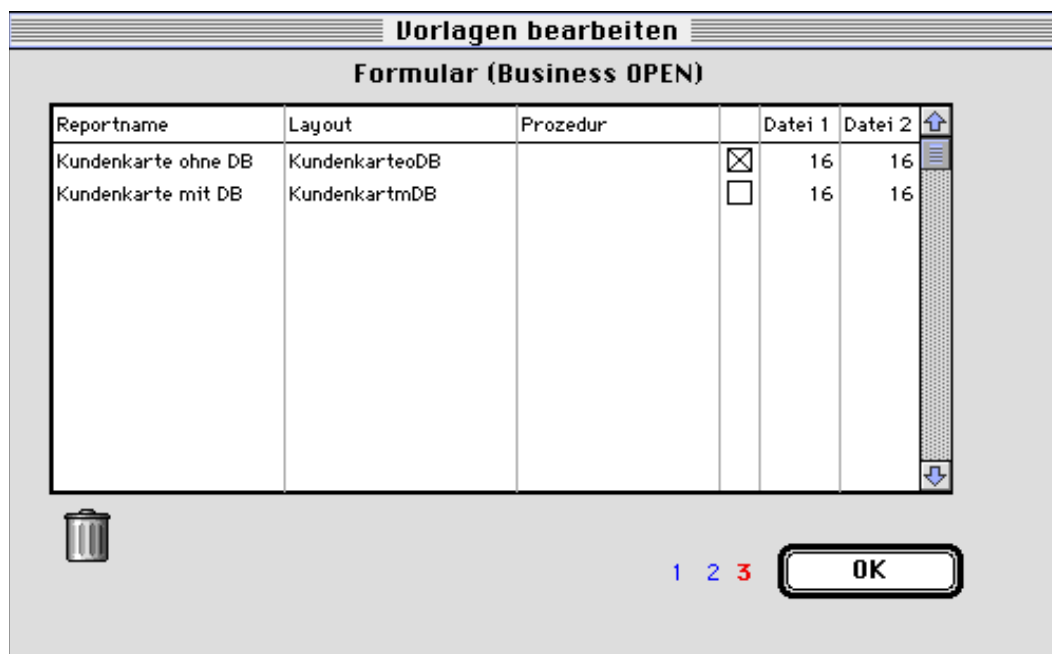 Vorlagen bearbeiten
Formular (Business OPEN)
Reportname Layout Prozedur Datei 1 Datei 2
Kundenkarte ohne DB KundenkarteoDB 16 16
Kundenkarte mit DB KundenkartmDB 16 16
1 2 3 OK